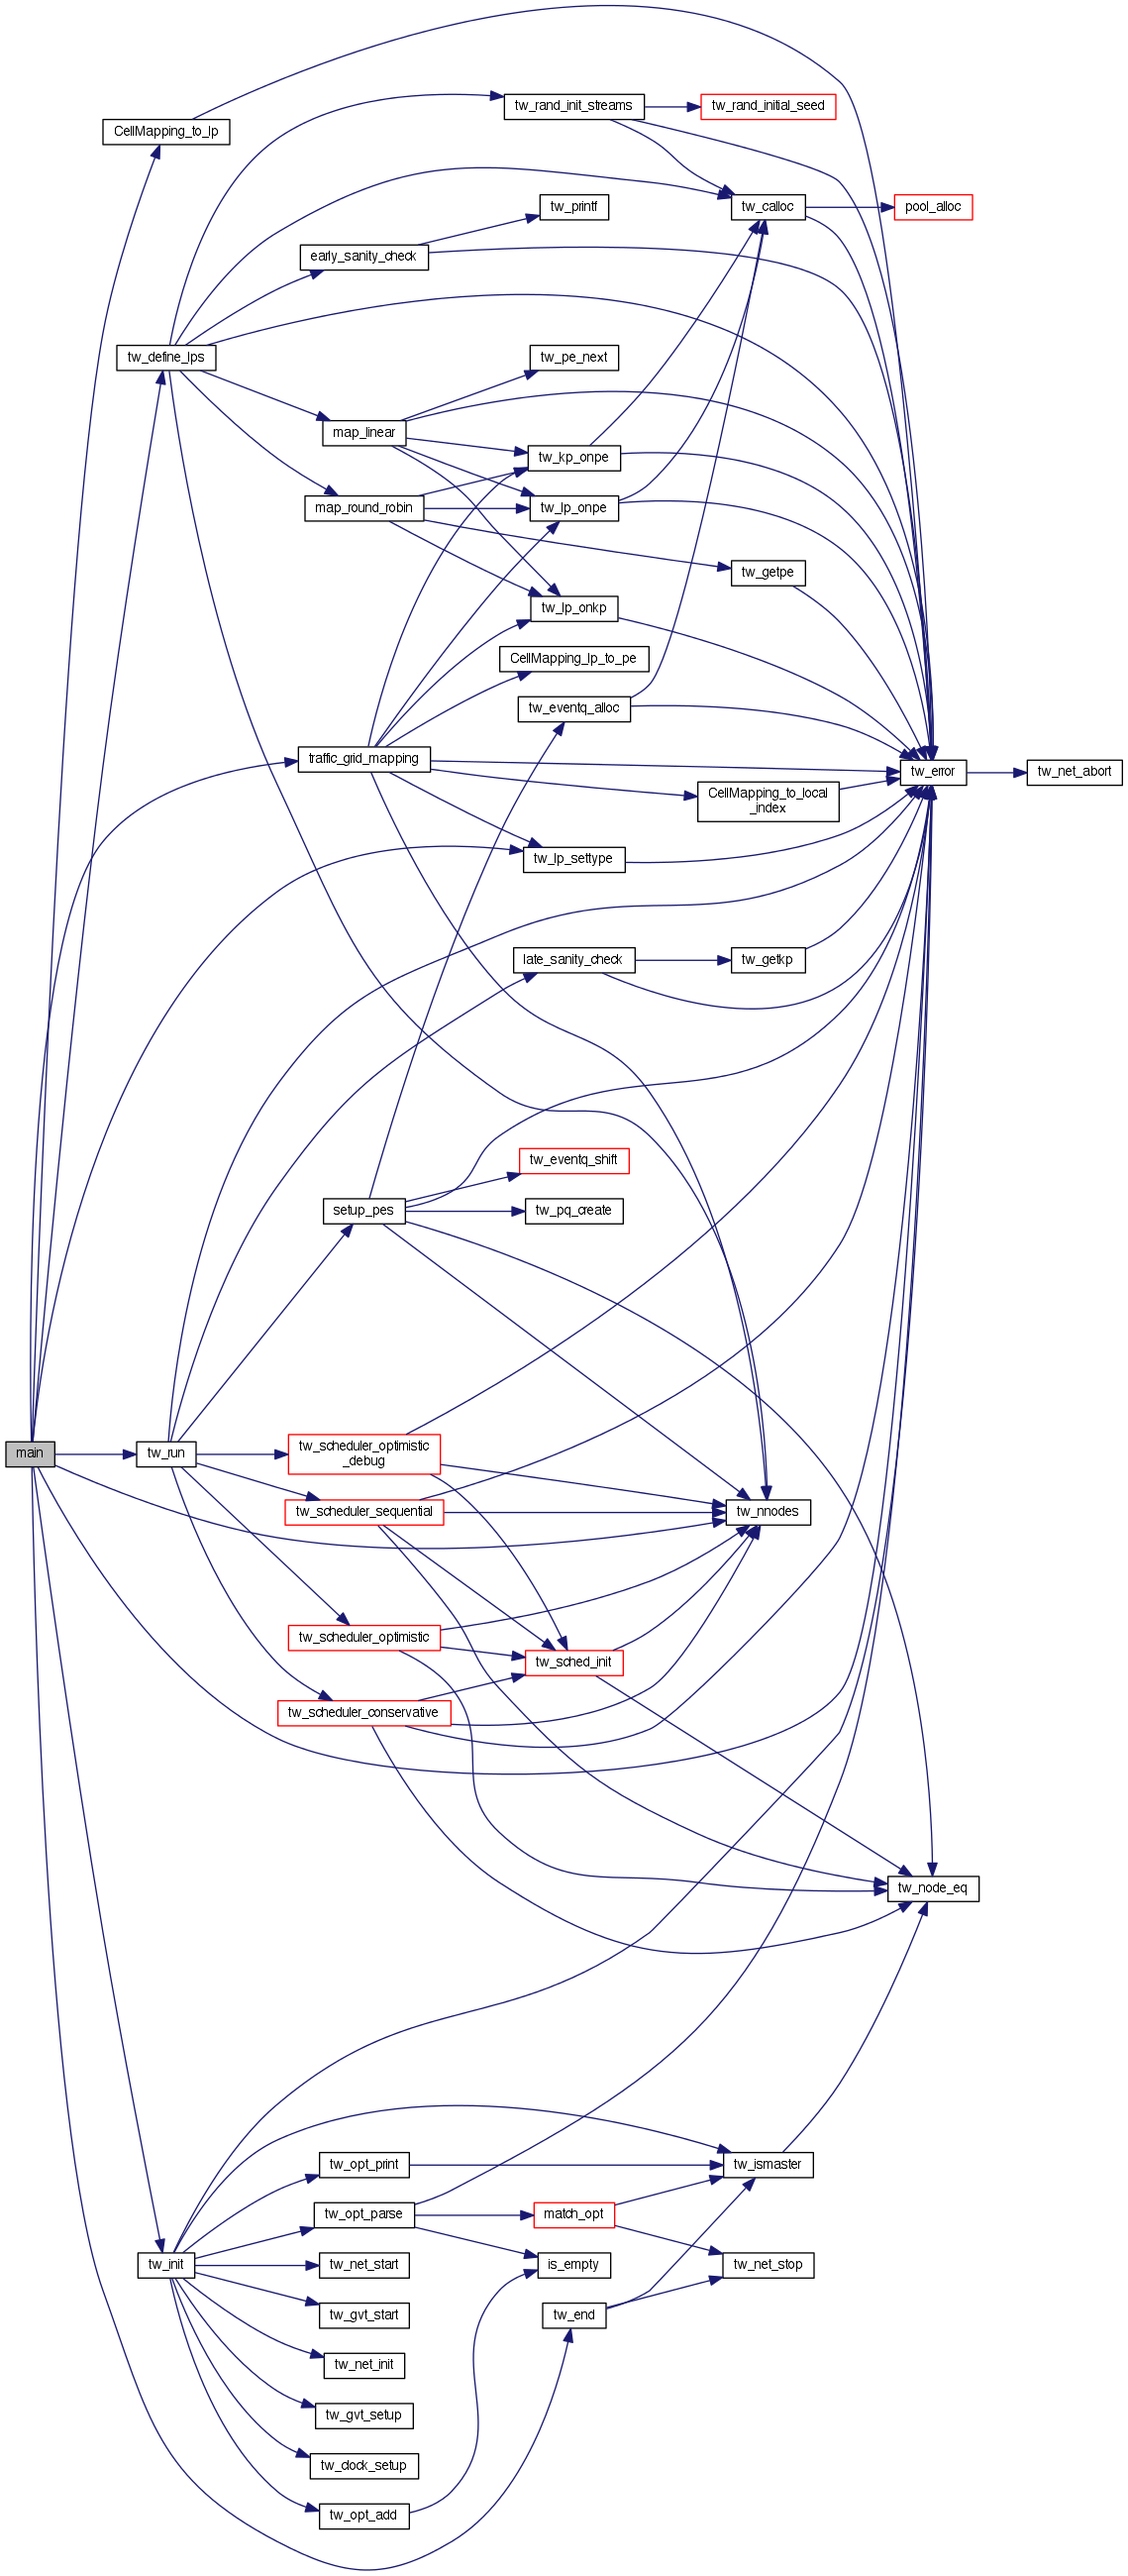 CellMapping_to_lp
tw_rand_init_streams
tw_rand_initial_seed
tw_printf
tw_calloc
pool_alloc
early_sanity_check
tw_define_lps
tw_pe_next
map_linear
tw_kp_onpe
map_round_robin
tw_lp_onpe
tw_getpe
tw_lp_onkp
CellMapping_lp_to_pe
tw_eventq_alloc
traffic_grid_mapping
tw_error
tw_net_abort
CellMapping_to_local
_index
tw_lp_settype
late_sanity_check
tw_getkp
tw_eventq_shift
setup_pes
tw_pq_create
main
tw_run
tw_scheduler_optimistic
_debug
tw_scheduler_sequential
tw_nnodes
tw_scheduler_optimistic
tw_sched_init
tw_scheduler_conservative
tw_node_eq
tw_opt_print
tw_ismaster
tw_opt_parse
match_opt
tw_init
tw_net_start
is_empty
tw_net_stop
tw_gvt_start
tw_end
tw_net_init
tw_gvt_setup
tw_clock_setup
tw_opt_add